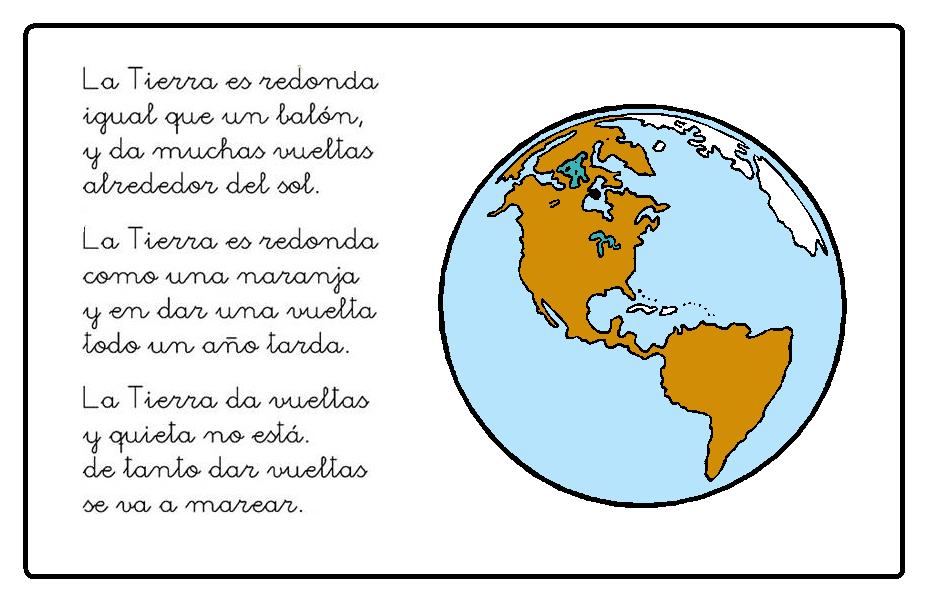 La Tierra es redonda
igual que un balón,
y da muchas vueltas
alrededor del sol.
La Tierra es redonda
como una naranja
y en dar una vuelta
todo un año tarda.
La Tierra da vueltas
y quieta no está.
de tanto dar vueltas
se va a marear.